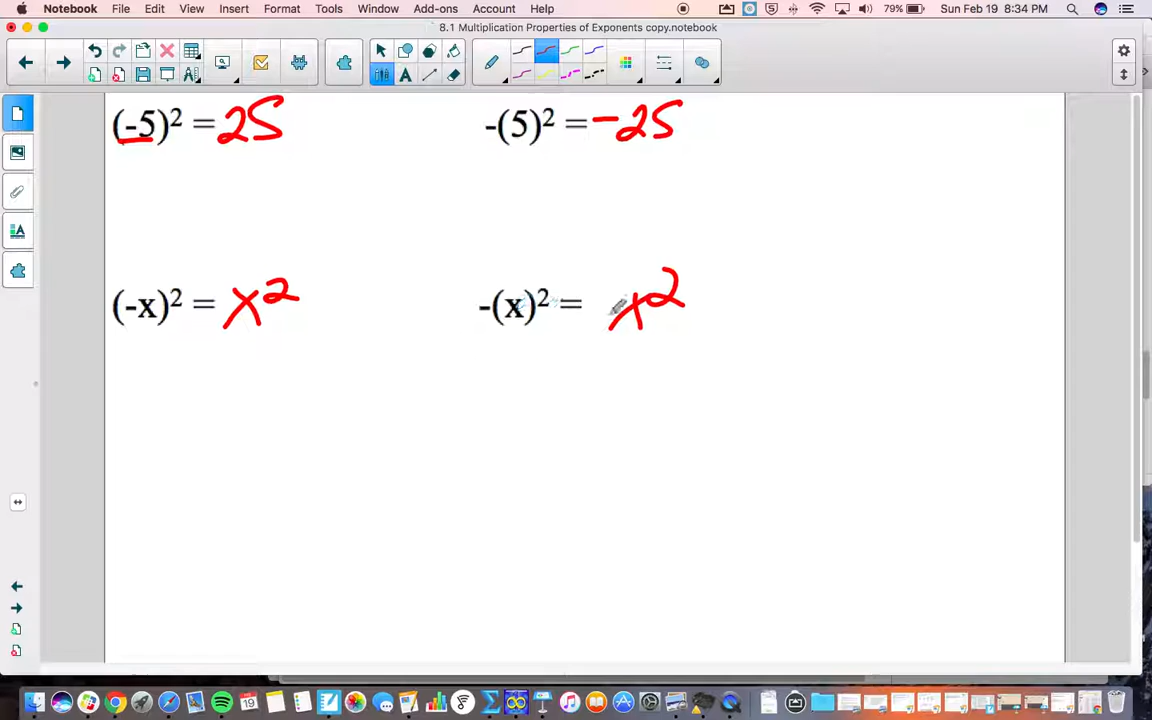 Notebook File Edit View Insert Format Tools Window Add-ons Account Help 79% Sun Feb 19 8:34 PM
8.1 Multiplication Properties of Exponents copy.notebook
(-5)² = 25 -(5)² = -25
(-x)² = x² -(x)² = x²